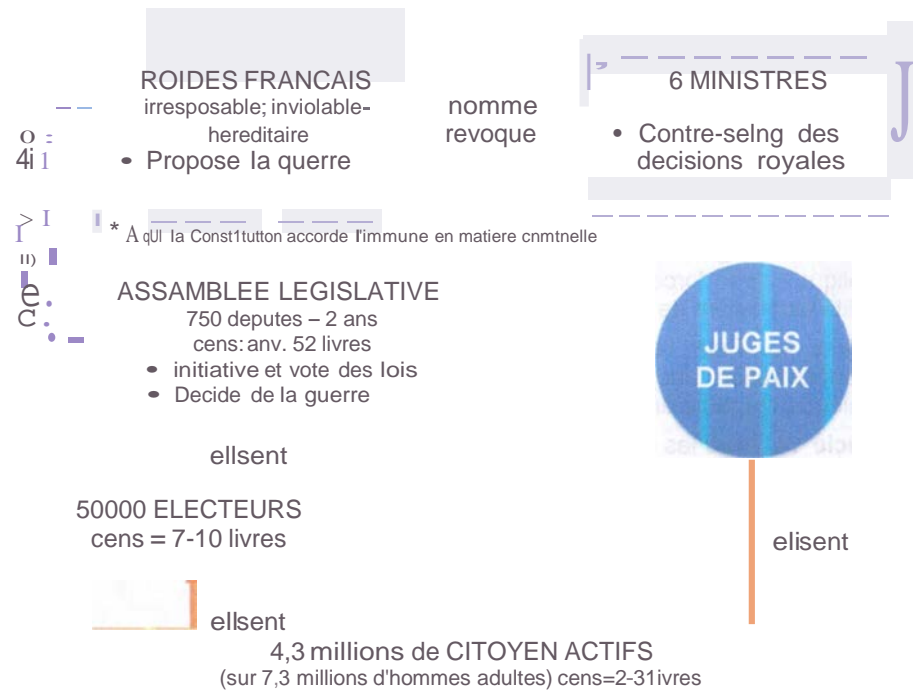 ROIDES FRANCAIS
irresposable; inviolable-
hereditaire
• Propose la querre
nomme
revoque
6 MINISTRES
• Contre-selng des
decisions royales
* A qUI la Const1tutton accorde l'immune en matiere cnmtnelle
ASSAMBLEE LEGISLATIVE
750 deputes – 2 ans
cens: anv. 52 livres
• initiative et vote des lois
• Decide de la guerre
JUGES
DE PAIX
ellsent
50000 ELECTEURS
cens = 7-10 livres
elisent
ellsent
4,3 millions de CITOYEN ACTIFS
(sur 7,3 millions d'hommes adultes) cens=2-31ivres